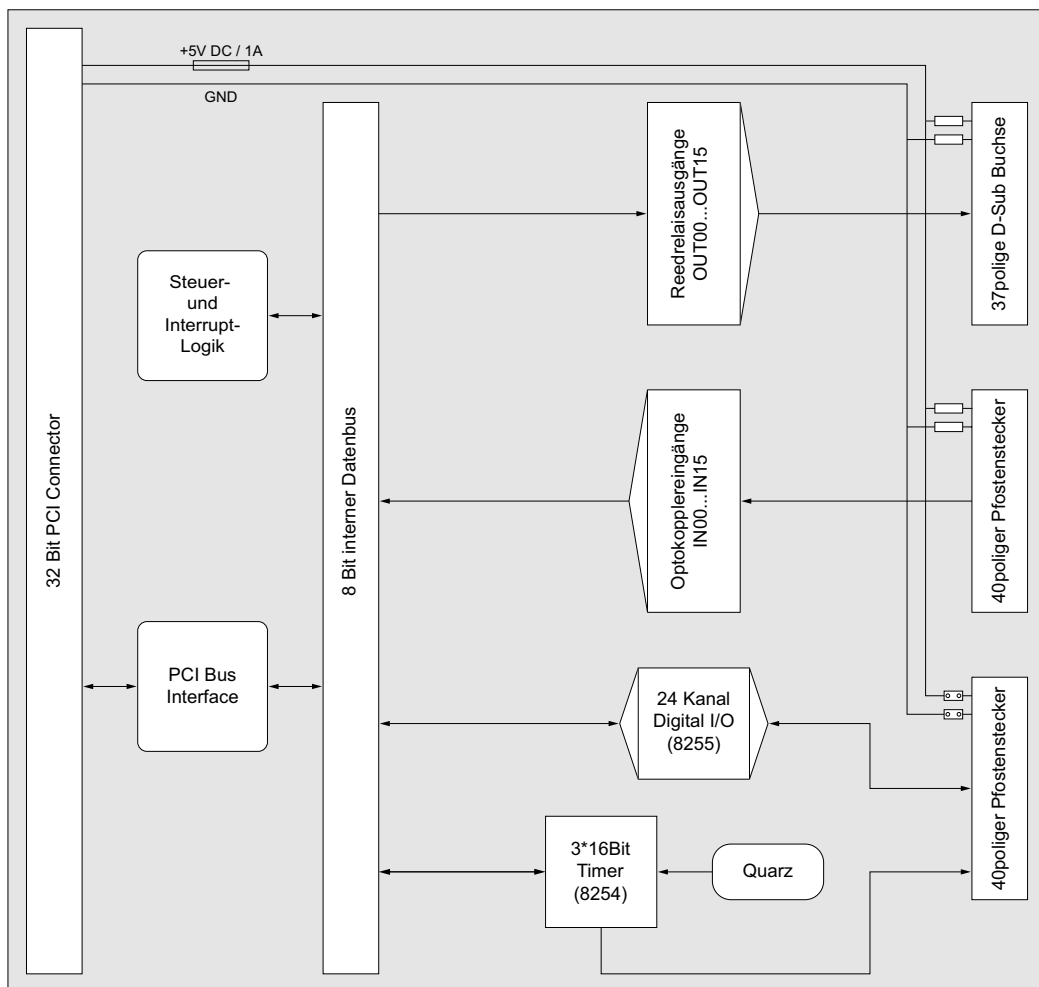 +5V DC / 1A
GND
32 Bit PCI Connector
Steuer-
und
Interrupt-
Logik
PCI Bus
Interface
8 Bit interner Datenbus
Reedrelaisausgänge
OUT00...OUT15
Optokopplereingänge
IN00...IN15
24 Kanal
Digital I/O
(8255)
3*16Bit
Timer
(8254)
Quarz
37polige D-Sub Buchse
40poliger Pfostenstecker
40poliger Pfostenstecker